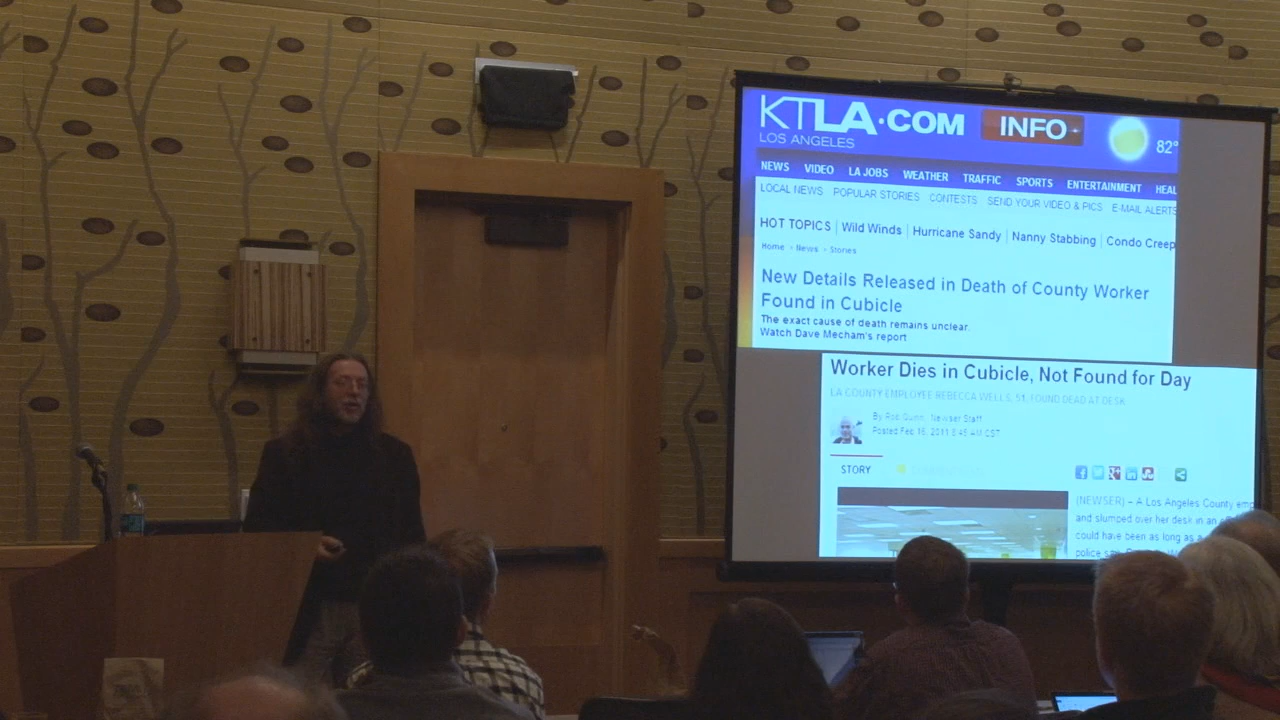 KTLA.COM
INFO
LOS ANGELES
82°
NEWS VIDEO LA JOBS WEATHER TRAFFIC SPORTS ENTERTAINMENT HEAL
LOCAL NEWS POPULAR STORIES CONTESTS SEND YOUR VIDEO & PICS E-MAIL ALERTS
HOT TOPICS | Wild Winds | Hurricane Sandy | Nanny Stabbing | Condo Creep
Home › News › Stories
New Details Released in Death of County Worker
Found in Cubicle
The exact cause of death remains unclear.
Watch Dave Mecham's report
Worker Dies in Cubicle, Not Found for Day
LA COUNTY EMPLOYEE REBECCA WELLS, 51, FOUND DEAD AT DESK
By Rob Quinn, Newser Staff
Posted Feb 16, 2011 8:45 AM CST
STORY
(NEWSER) – A Los Angeles County emp
and slumped over her desk in an
could have been as long as a
police say.